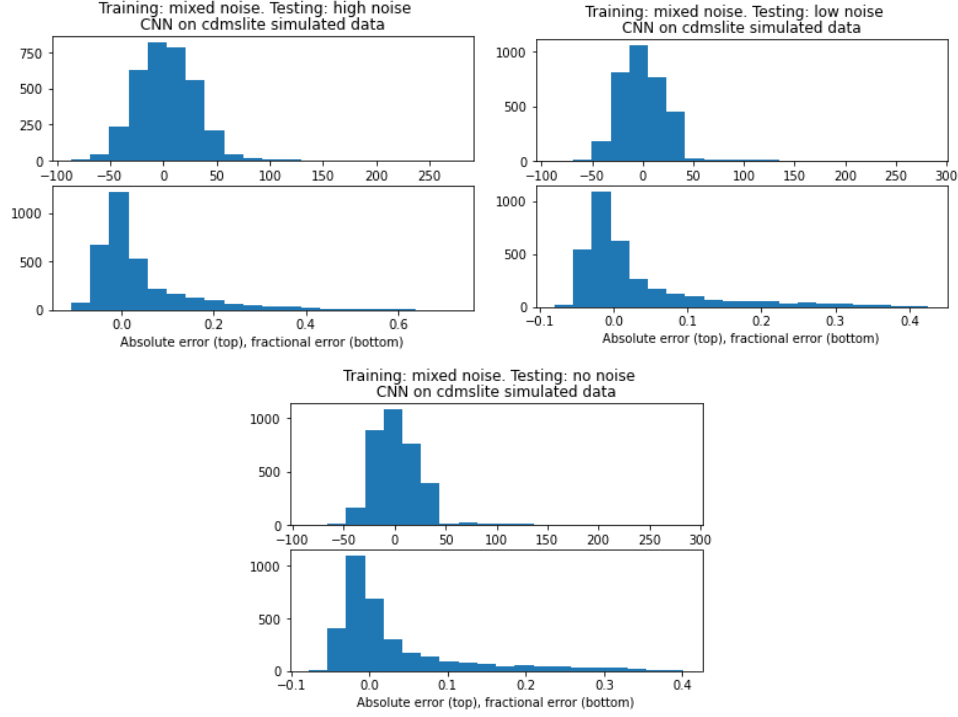 Training: mixed noise. Testing: high noise
CNN on cdmslite simulated data
750
500
250
0
−100 −50 0 50 100 150 200 250
1000
500
0
0.0 0.2 0.4 0.6
Absolute error (top), fractional error (bottom)
Training: mixed noise. Testing: low noise
CNN on cdmslite simulated data
1000
500
0
−100 −50 0 50 100 150 200 250 300
1000
500
0
−0.1 0.0 0.1 0.2 0.3 0.4
Absolute error (top), fractional error (bottom)
Training: mixed noise. Testing: no noise
CNN on cdmslite simulated data
1000
500
0
−100 −50 0 50 100 150 200 250 300
1000
500
0
−0.1 0.0 0.1 0.2 0.3 0.4
Absolute error (top), fractional error (bottom)